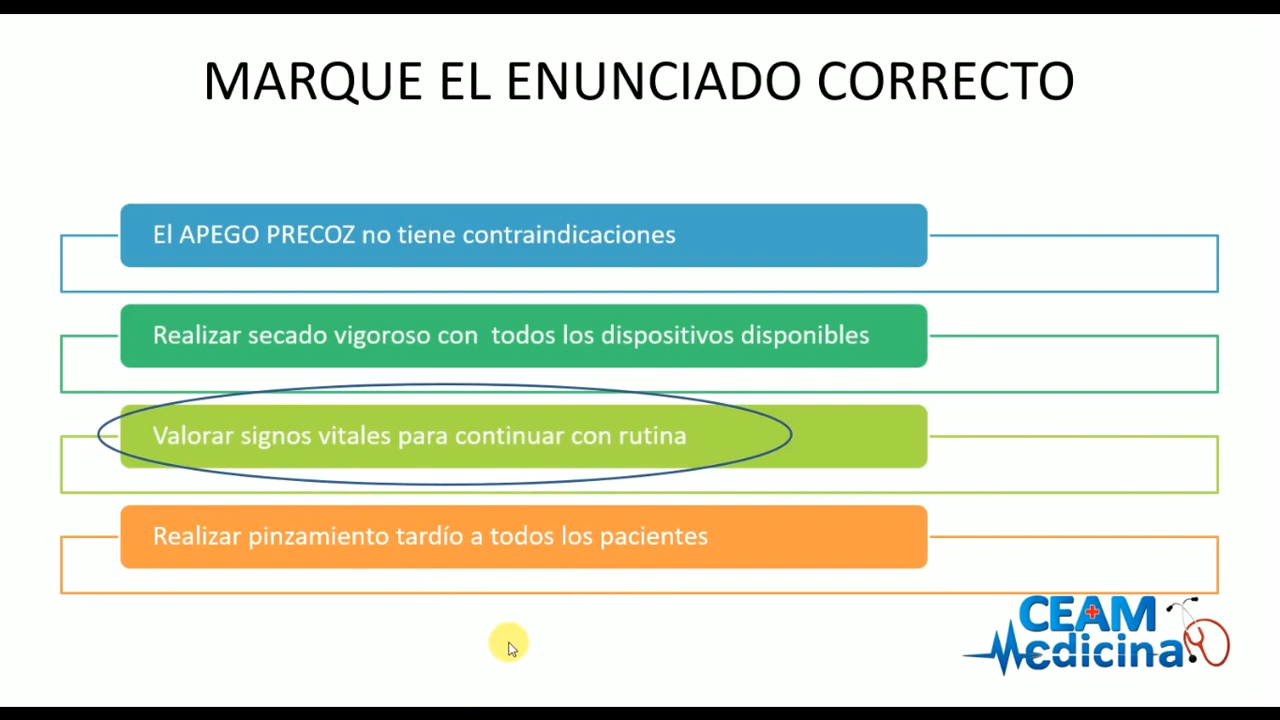 MARQUE EL ENUNCIADO CORRECTO
El APEGO PRECOZ no tiene contraindicaciones
Realizar secado vigoroso con  todos los dispositivos disponibles
Valorar signos vitales para continuar con rutina
Realizar pinzamiento tardío a todos los pacientes
CEAM
Medicina